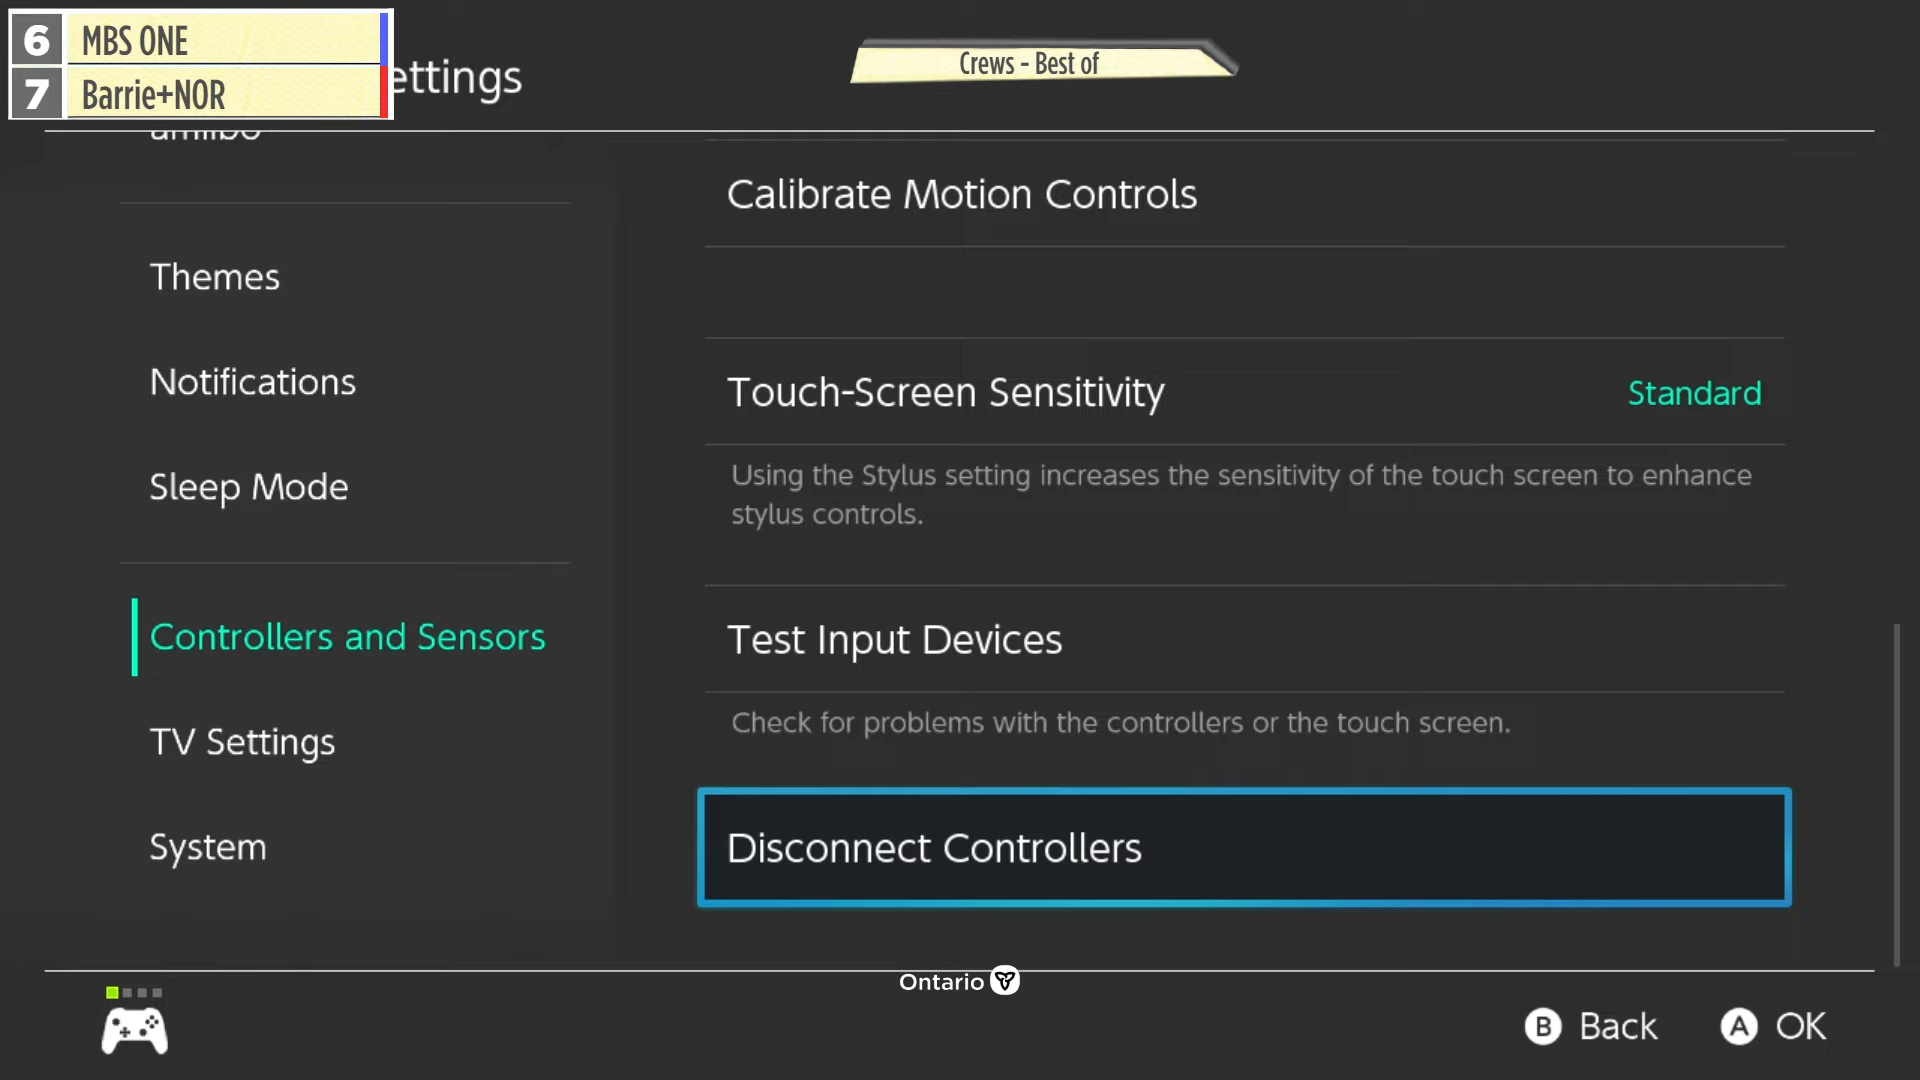 6 MBS ONE
7 Barrie+NOR
ettings
Crews - Best of
amiibo
Themes
Notifications
Sleep Mode
Controllers and Sensors
TV Settings
System
Calibrate Motion Controls
Touch-Screen Sensitivity Standard
Using the Stylus setting increases the sensitivity of the touch screen to enhance
stylus controls.
Test Input Devices
Check for problems with the controllers or the touch screen.
Disconnect Controllers
Ontario
B Back A OK